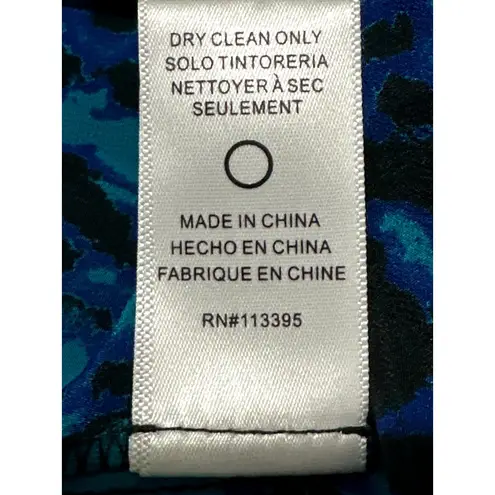 DRY CLEAN ONLY
SOLO TINTORERIA
NETTOYER À SEC
SEULEMENT
MADE IN CHINA
HECHO EN CHINA
FABRIQUE EN CHINE
RN#113395